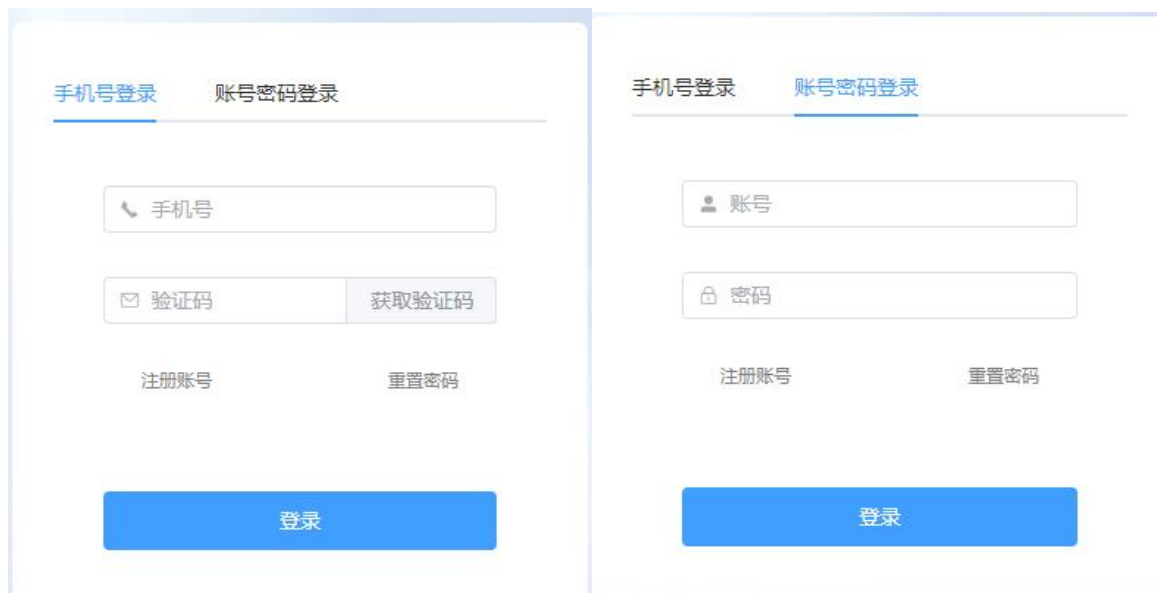 手机号登录 账号密码登录
手机号
验证码 获取验证码
注册账号 重置密码
登录
手机号登录 账号密码登录
账号
密码
注册账号 重置密码
登录